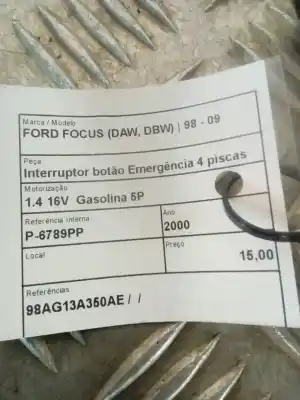 Marca / Modelo
FORD FOCUS (DAW, DBW) | 98 - 09
Peça
Interruptor botão Emergência 4 piscas
Motorização
1.4 16V Gasolina 5P
Referência Interna
P-6789PP
Ano
2000
Local
Preço
15,00
Referências
98AG13A350AE / /